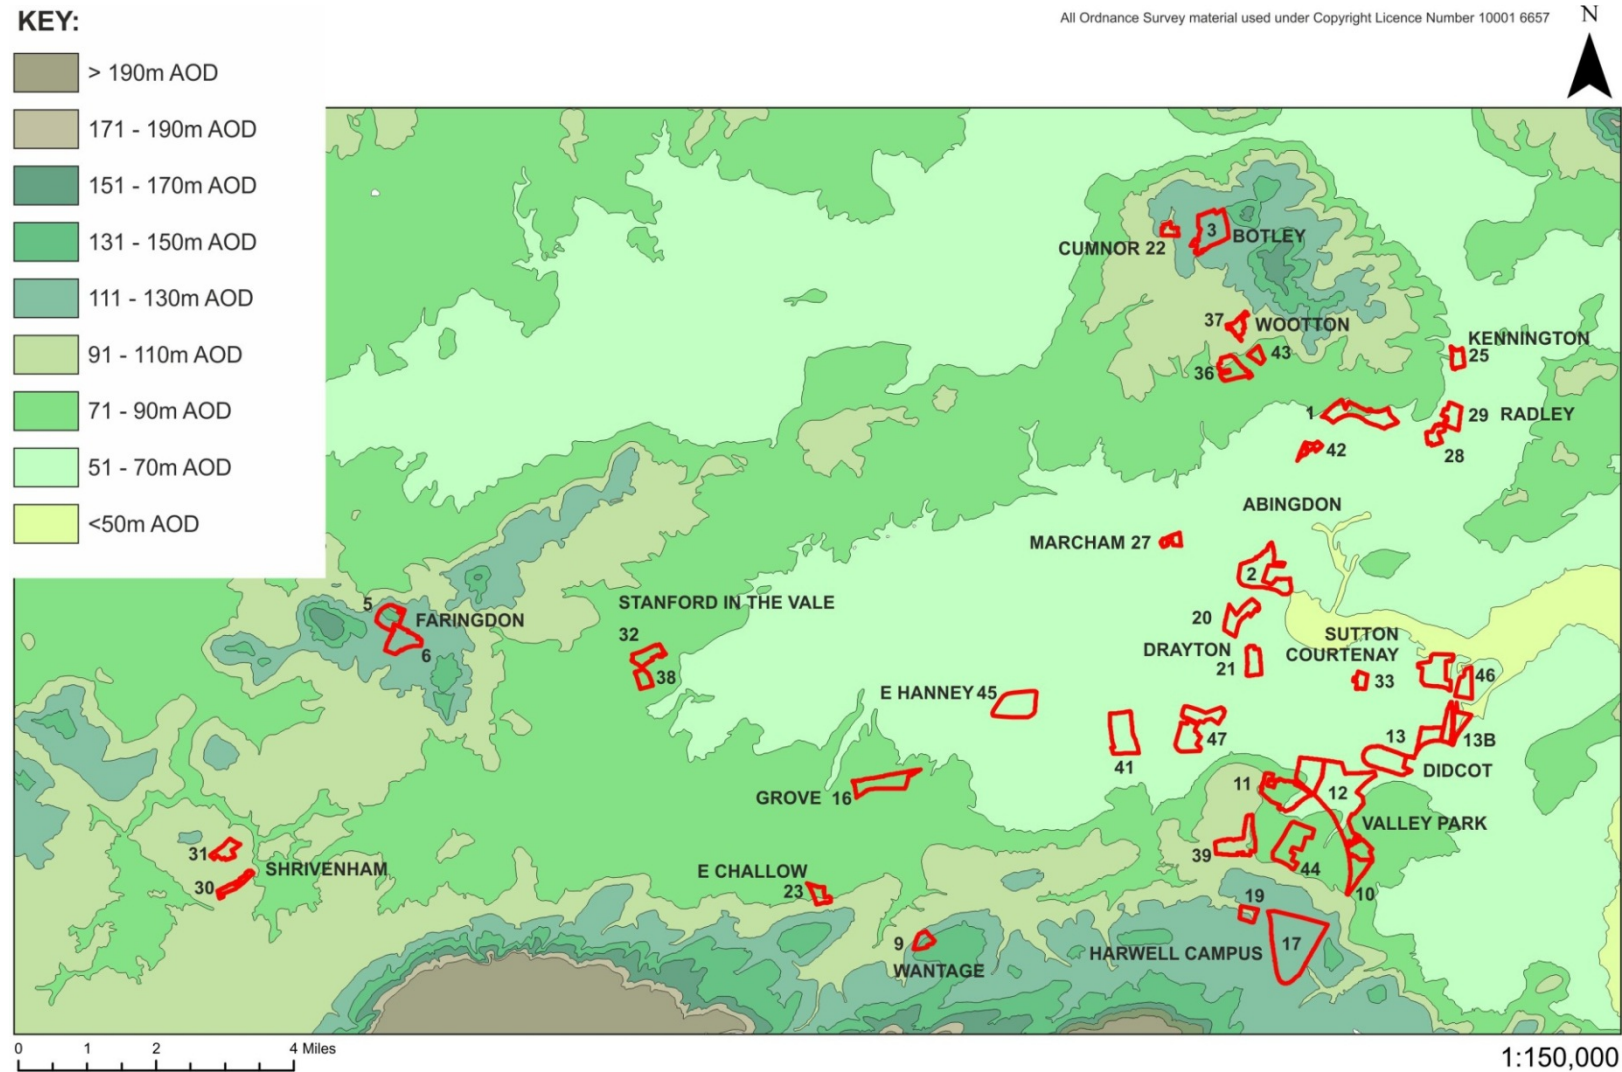 KEY:
All Ordnance Survey material used under Copyright Licence Number 10001 6657
N
> 190m AOD
171 - 190m AOD
151 - 170m AOD
131 - 150m AOD
111 - 130m AOD
91 - 110m AOD
71 - 90m AOD
51 - 70m AOD
<50m AOD
3
BOTLEY
CUMNOR 22
37
WOOTTON
43
36
KENNINGTON
25
1
29 RADLEY
42
28
ABINGDON
MARCHAM 27
2
5
FARINGDON
6
STANFORD IN THE VALE
32
38
20
DRAYTON
21
SUTTON
COURTENAY
33
46
E HANNEY 45
47
41
13
13B
DIDCOT
11
12
GROVE 16
VALLEY PARK
39
44
10
31
SHRIVENHAM
30
E CHALLOW
23
19
9
WANTAGE
HARWELL CAMPUS
17
0 1 2 4 Miles
1:150,000